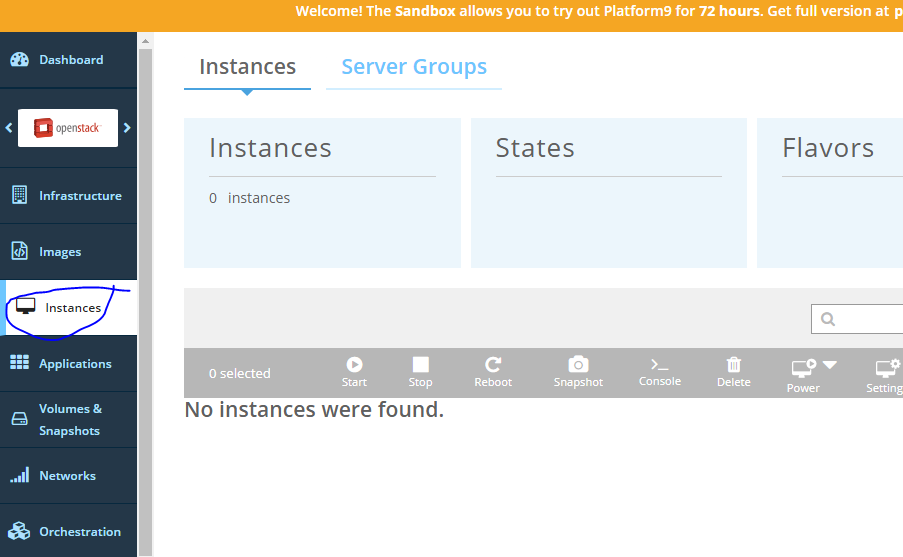 Welcome! The Sandbox allows you to try out Platform9 for 72 hours. Get full version at p
Dashboard
openstack
Infrastructure
Images
Instances
Applications
Volumes &
Snapshots
Networks
Orchestration
Instances Server Groups
Instances
0 instances
States
Flavors
0 selected
Start
Stop
Reboot
Snapshot
Console
Delete
Power
Setting
No instances were found.